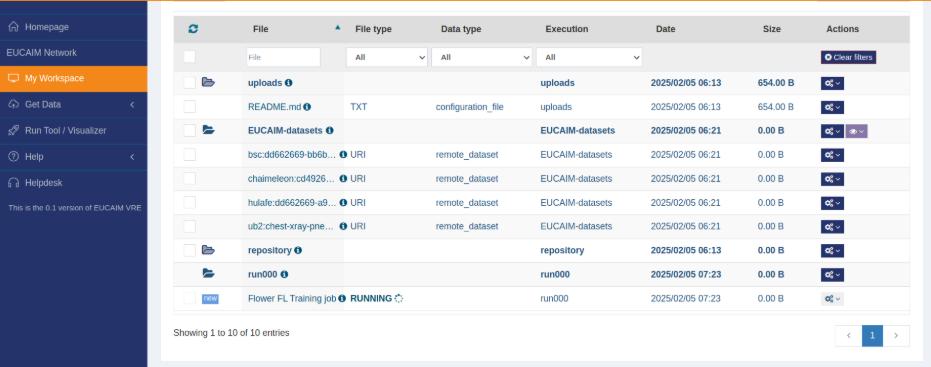 Homepage
EUCAIM Network
My Workspace
Get Data
Run Tool / Visualizer
Help
Helpdesk
This is the 0.1 version of EUCAIM VRE
File File type Data type Execution Date Size Actions
File All All All Clear filters
uploads uploads 2025/02/05 06:13 654.00 B
README.md TXT configuration_file uploads 2025/02/05 06:13 654.00 B
EUCAIM-datasets EUCAIM-datasets 2025/02/05 06:21 0.00 B
bsc:dd662669-bb6b... URI remote_dataset EUCAIM-datasets 2025/02/05 06:21 0.00 B
chaimeleon:cd4926... URI remote_dataset EUCAIM-datasets 2025/02/05 06:21 0.00 B
hulafe:dd662669-a9... URI remote_dataset EUCAIM-datasets 2025/02/05 06:21 0.00 B
ub2:chest-xray-pne... URI remote_dataset EUCAIM-datasets 2025/02/05 06:21 0.00 B
repository repository 2025/02/05 06:13 0.00 B
run000 run000 2025/02/05 07:23 0.00 B
new Flower FL Training job RUNNING run000 2025/02/05 07:23 0.00 B
Showing 1 to 10 of 10 entries
< 1 >